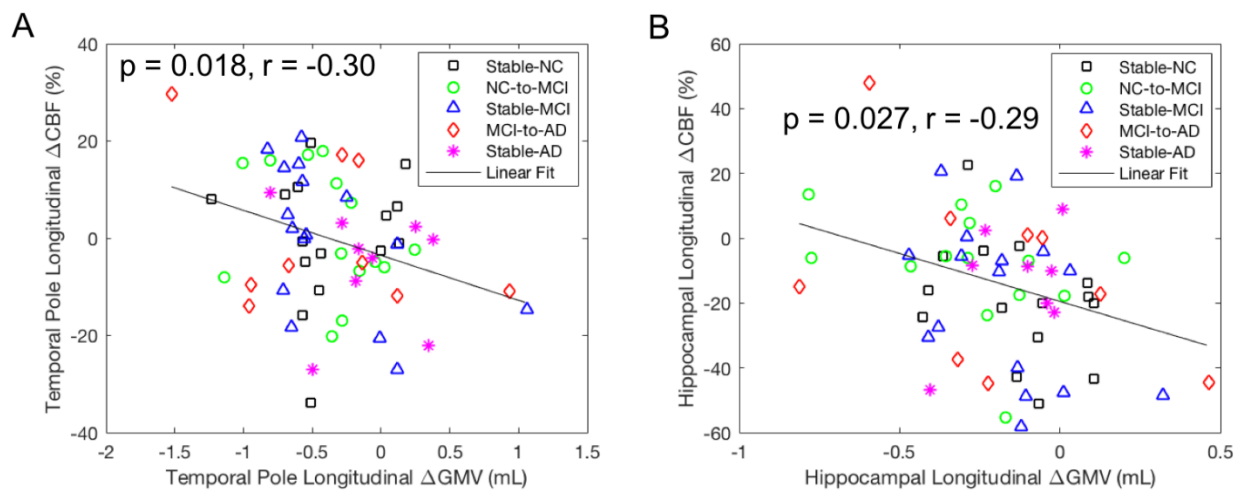 A
Temporal Pole Longitudinal ΔCBF (%)
40
20
0
-20
-40
p = 0.018, r = -0.30
Stable-NC
NC-to-MCI
Stable-MCI
MCI-to-AD
Stable-AD
Linear Fit
-2 -1.5 -1 -0.5 0 0.5 1 1.5
Temporal Pole Longitudinal ΔGMV (mL)
B
Hippocampal Longitudinal ΔCBF (%)
60
40
20
0
-20
-40
-60
p = 0.027, r = -0.29
Stable-NC
NC-to-MCI
Stable-MCI
MCI-to-AD
Stable-AD
Linear Fit
-1 -0.5 0 0.5
Hippocampal Longitudinal ΔGMV (mL)